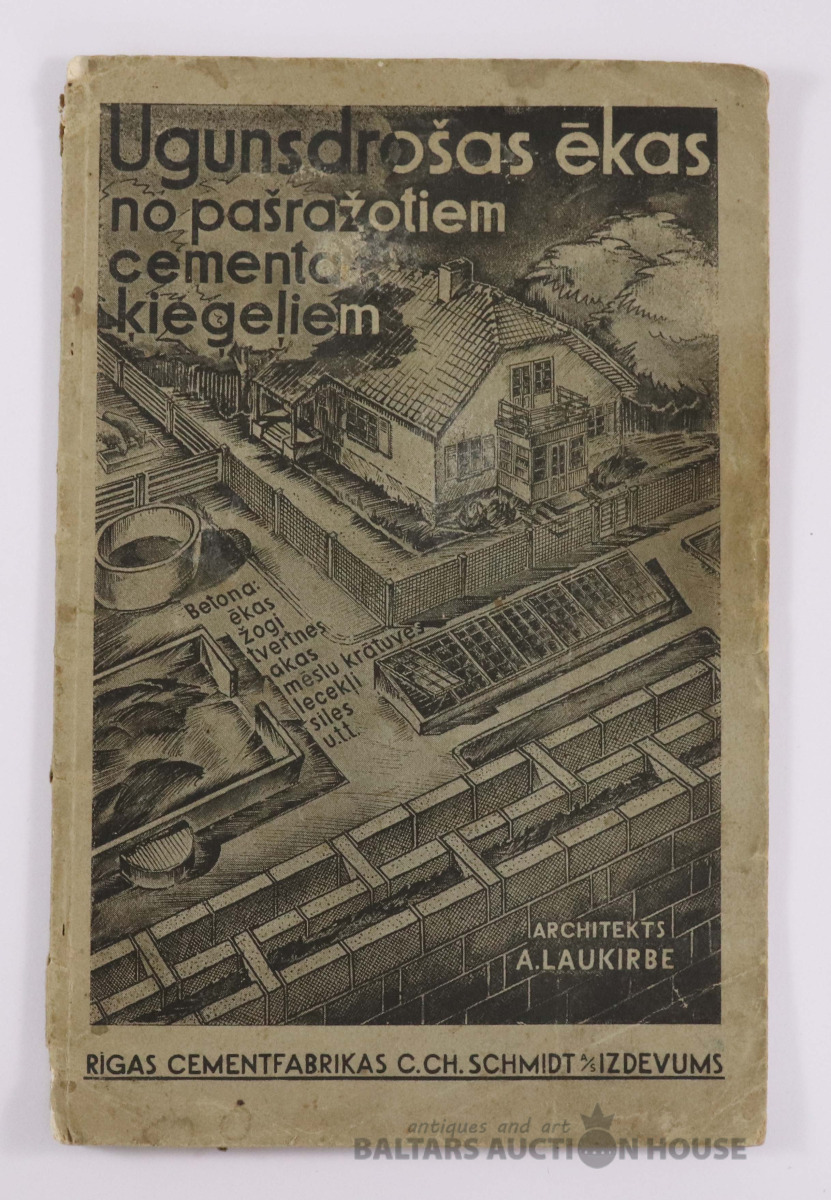 Ugunsdrošas ēkas
no pašražotiem
cementa
ķieģeļiem
Betona:
ēkas
žogi
tvertnes
akas
mēslu krātuves
lecekļi
siles
u.t.t.
ARCHITEKTS
A. LAUKIRBE
RĪGAS CEMENTFABRIKAS C. CH. SCHMIDT A/S IZDEVUMS
antiques and art
BALTARS AUCTION HOUSE